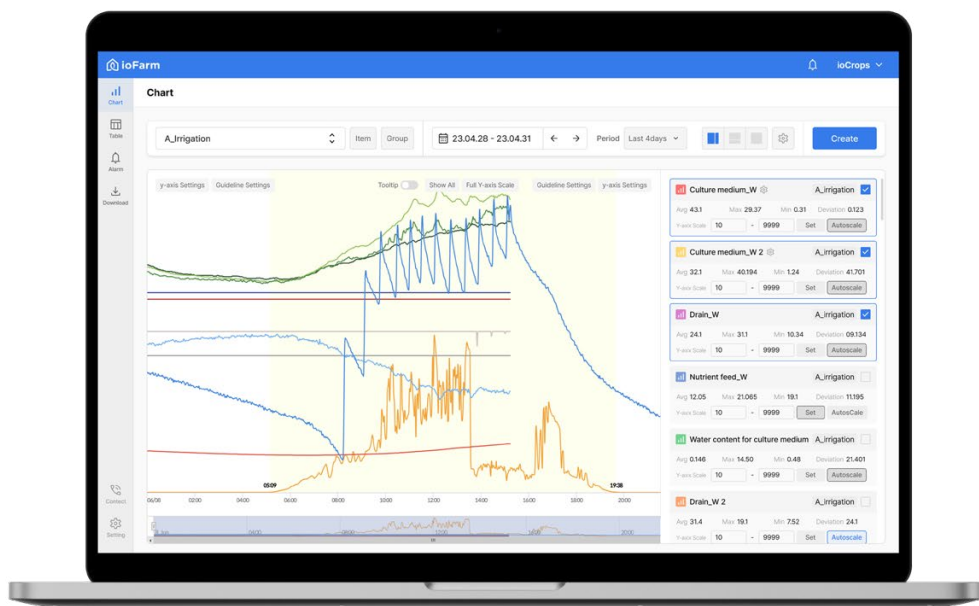 ioFarm
ioCrops
Chart
Chart
Table
Alarm
Download
Contact
Setting
A_Irrigation
Item
Group
23.04.28 - 23.04.31
Period
Last 4days
Create
y-axis Settings
Guideline Settings
Tooltip
Show All
Full Y-axis Scale
Guideline Settings
y-axis Settings
05:09
19:38
06/08 0200 0400 0600 0800 1000 1200 1400 1600 1800 2000
Culture medium_W A_irrigation
Avg 43.1 Max 29.37 Min 0.31 Deviation 0.123
Y-axis Scale 10 - 9999 Set Autoscale
Culture medium_W 2 A_irrigation
Avg 32.1 Max 40.194 Min 1.24 Deviation 41.701
Y-axis Scale 10 - 9999 Set Autoscale
Drain_W A_irrigation
Avg 24.1 Max 31.1 Min 10.34 Deviation 09.134
Y-axis Scale 10 - 9999 Set Autoscale
Nutrient feed_W A_irrigation
Avg 12.05 Max 21.065 Min 19.1 Deviation 11.195
Y-axis Scale 10 - 9999 Set AutosCale
Water content for culture medium A_irrigation
Avg 0.146 Max 14.50 Min 0.48 Deviation 21.401
Y-axis Scale 10 - 9999 Set Autoscale
Drain_W 2 A_irrigation
Avg 31.4 Max 19.1 Min 7.52 Deviation 24.1
Y-axis Scale 10 - 9999 Set Autoscale